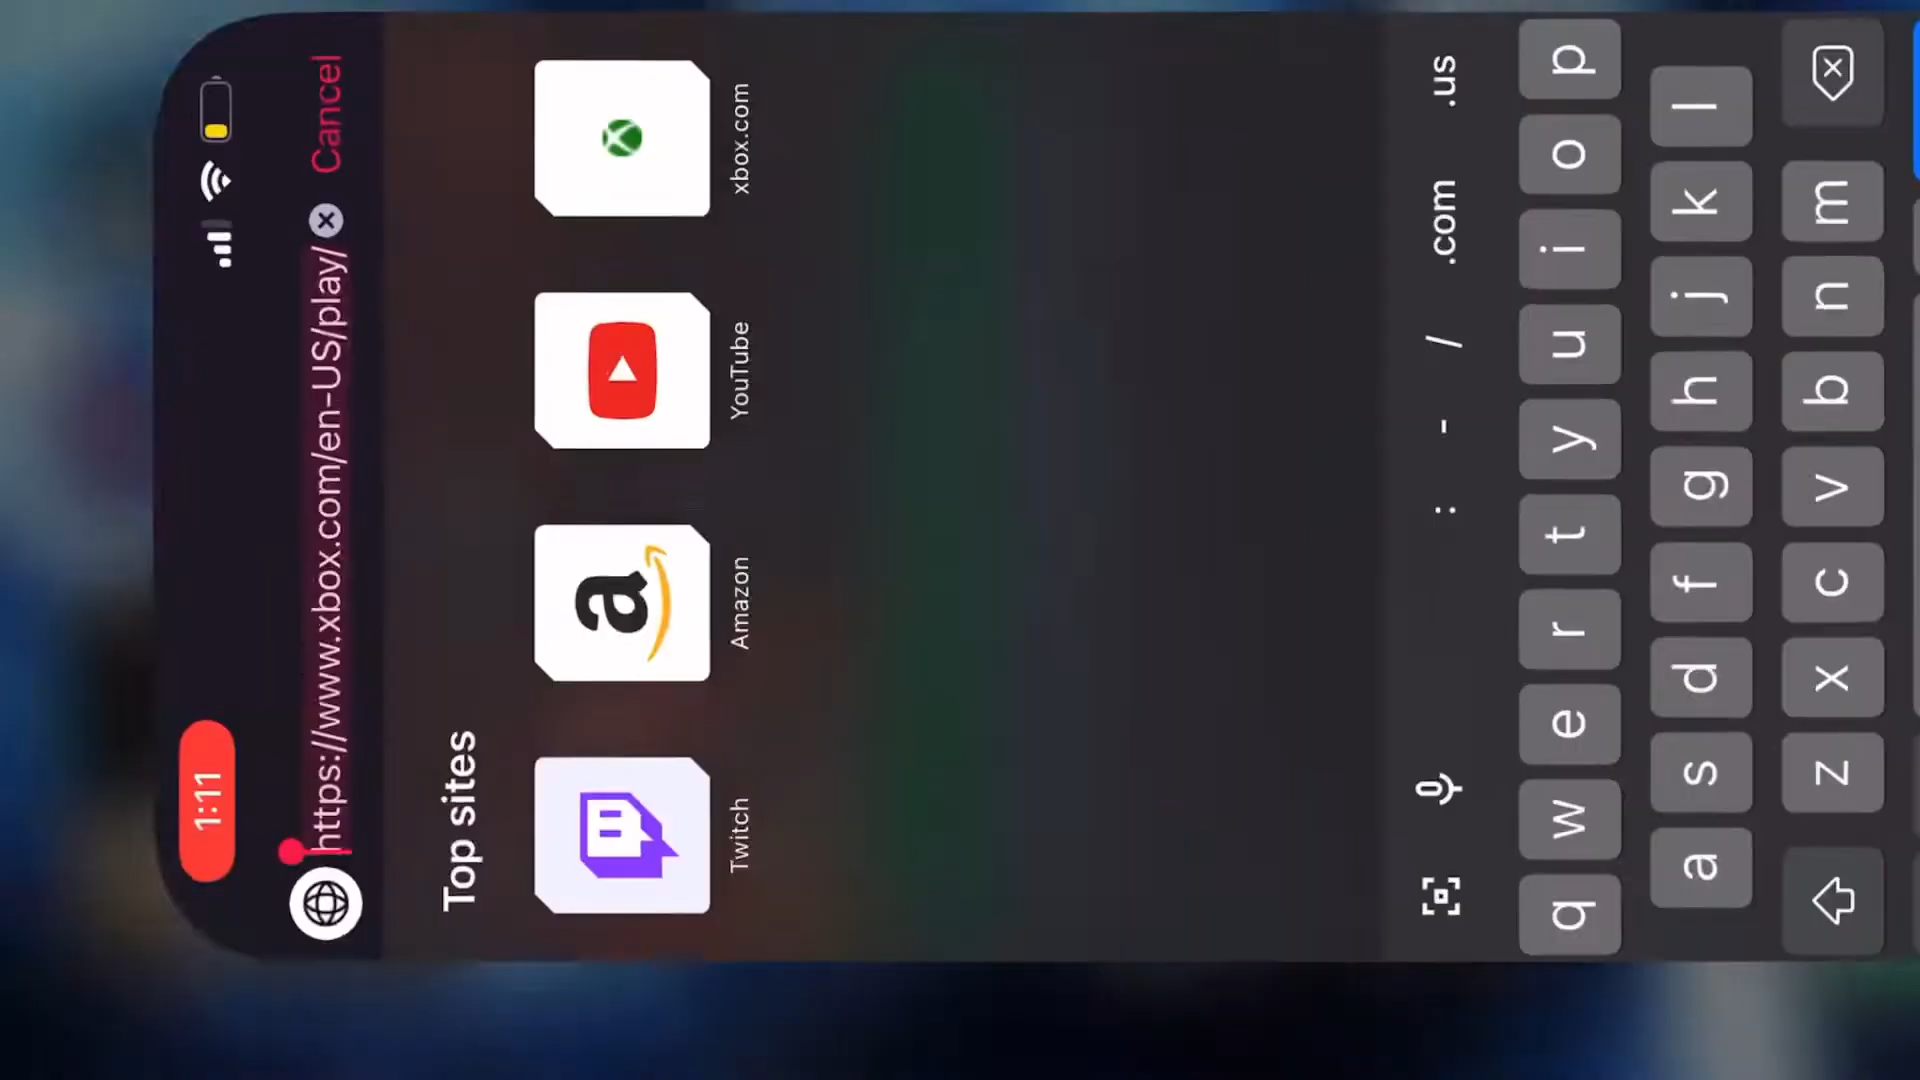 1:11
https://www.xbox.com/en-US/play/
Cancel
Top sites
Twitch
Amazon
YouTube
xbox.com
: - / .com .us
q w e r t y u i o p
a s d f g h j k l
z x c v b n m